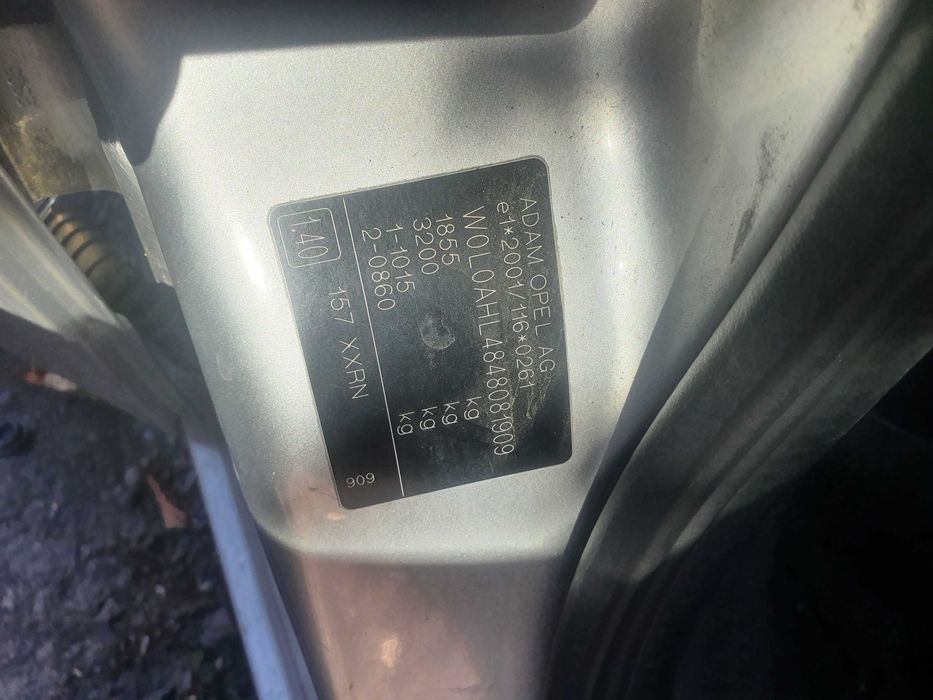 ADAM OPEL AG
e1*2001/116*0261
W0L0AHL4848081909
1855 kg
3200 kg
1-1015 kg
2-0860 kg
1.40 157 XXRN 909